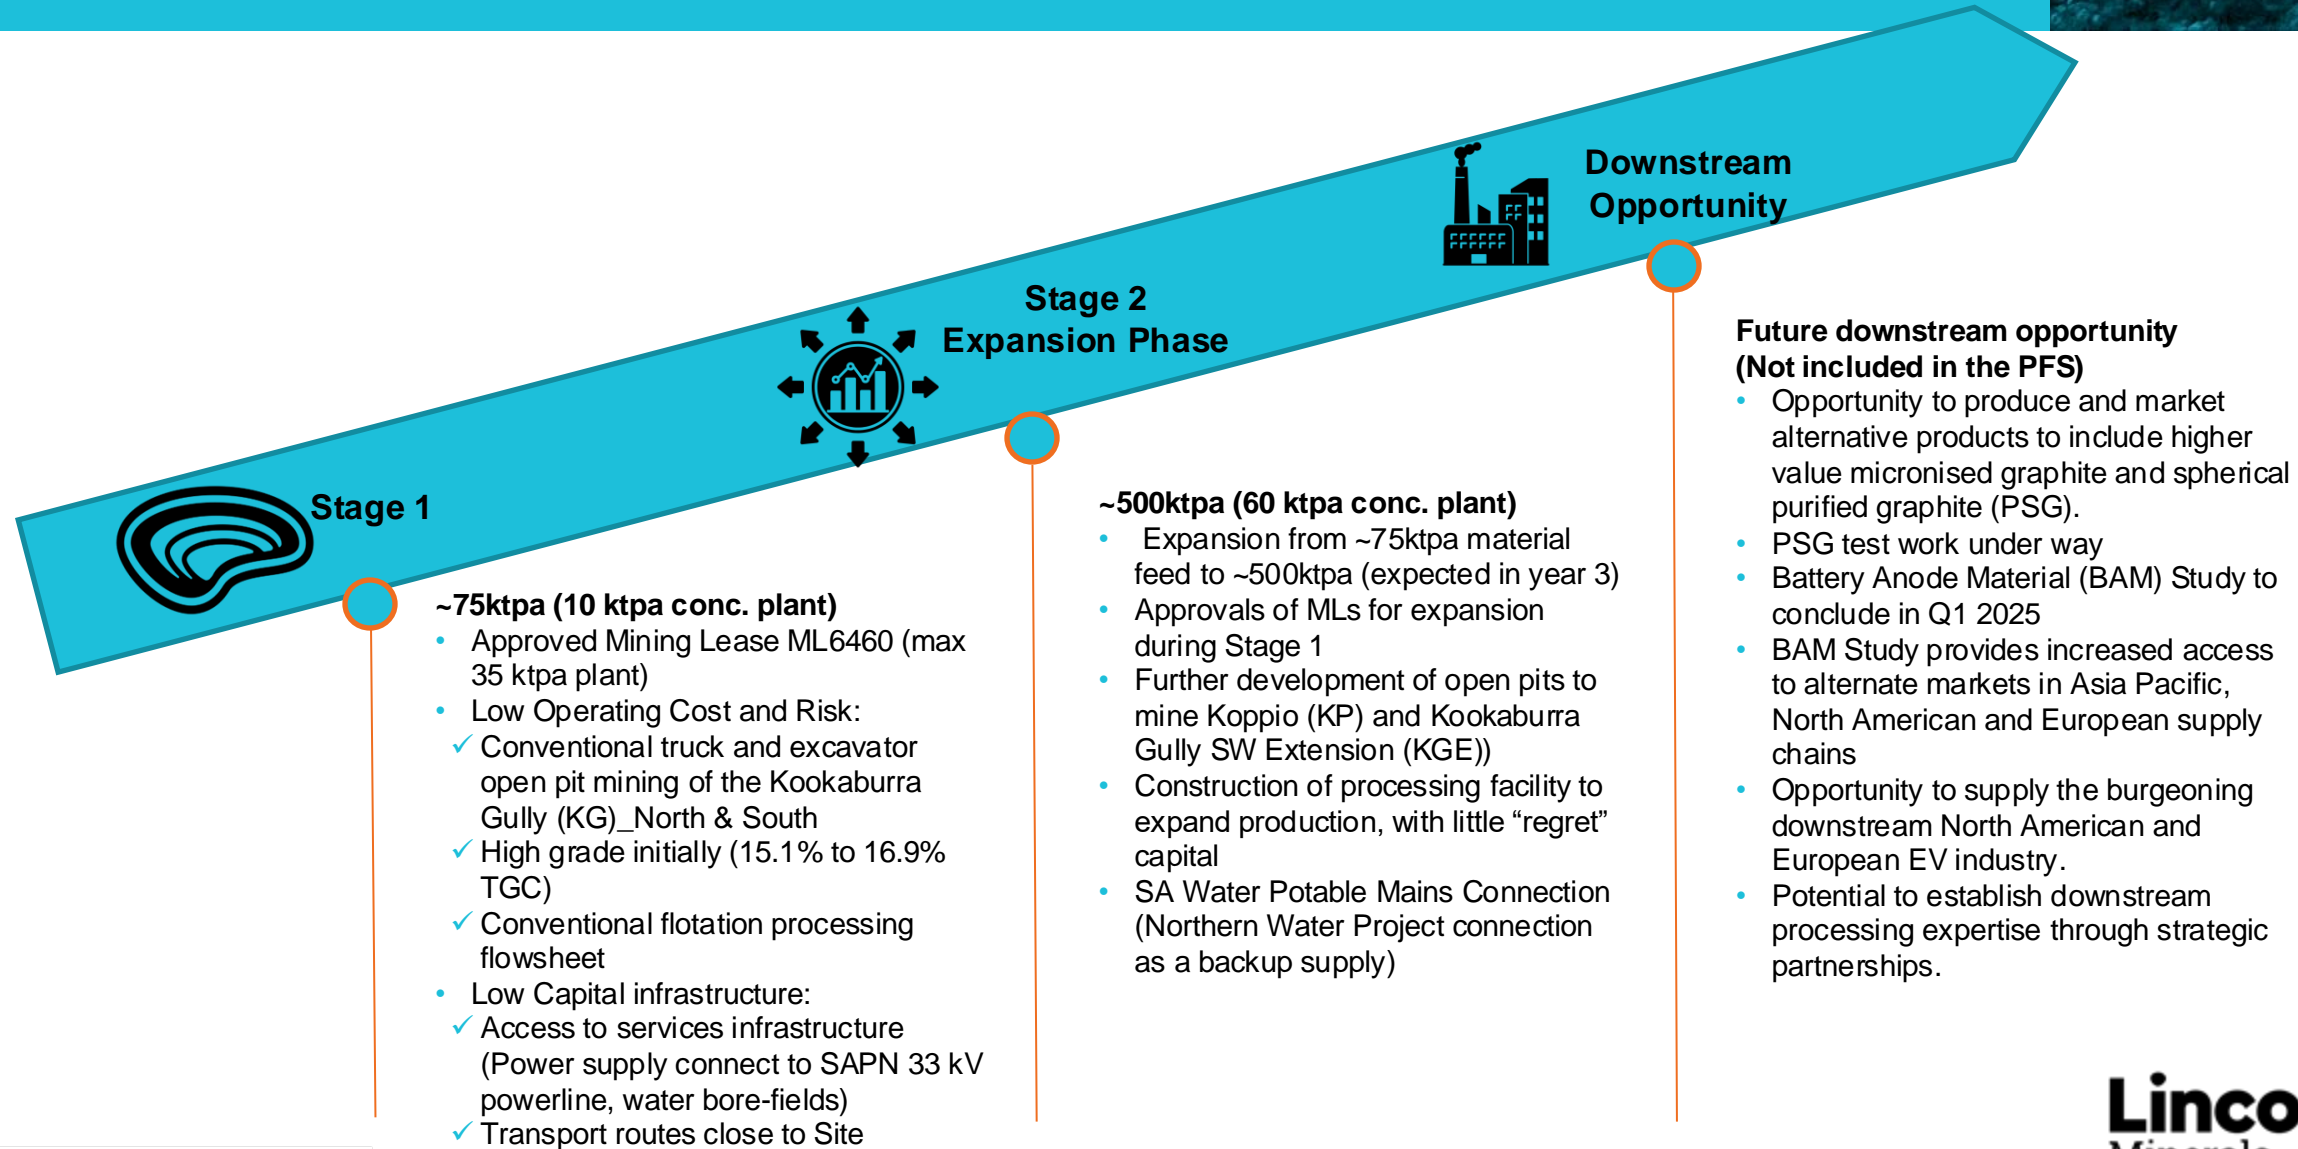 Downstream
Opportunity
Stage 2
Expansion Phase
Stage 1
~75ktpa (10 ktpa conc. plant)
• Approved Mining Lease ML6460 (max
35 ktpa plant)
• Low Operating Cost and Risk:
✓ Conventional truck and excavator
open pit mining of the Kookaburra
Gully (KG)_North & South
✓ High grade initially (15.1% to 16.9%
TGC)
✓ Conventional flotation processing
flowsheet
• Low Capital infrastructure:
✓ Access to services infrastructure
(Power supply connect to SAPN 33 kV
powerline, water bore-fields)
✓ Transport routes close to Site
~500ktpa (60 ktpa conc. plant)
• Expansion from ~75ktpa material
feed to ~500ktpa (expected in year 3)
• Approvals of MLs for expansion
during Stage 1
• Further development of open pits to
mine Koppio (KP) and Kookaburra
Gully SW Extension (KGE))
• Construction of processing facility to
expand production, with little “regret”
capital
• SA Water Potable Mains Connection
(Northern Water Project connection
as a backup supply)
Future downstream opportunity
(Not included in the PFS)
• Opportunity to produce and market
alternative products to include higher
value micronised graphite and spherical
purified graphite (PSG).
• PSG test work under way
• Battery Anode Material (BAM) Study to
conclude in Q1 2025
• BAM Study provides increased access
to alternate markets in Asia Pacific,
North American and European supply
chains
• Opportunity to supply the burgeoning
downstream North American and
European EV industry.
• Potential to establish downstream
processing expertise through strategic
partnerships.
Linco